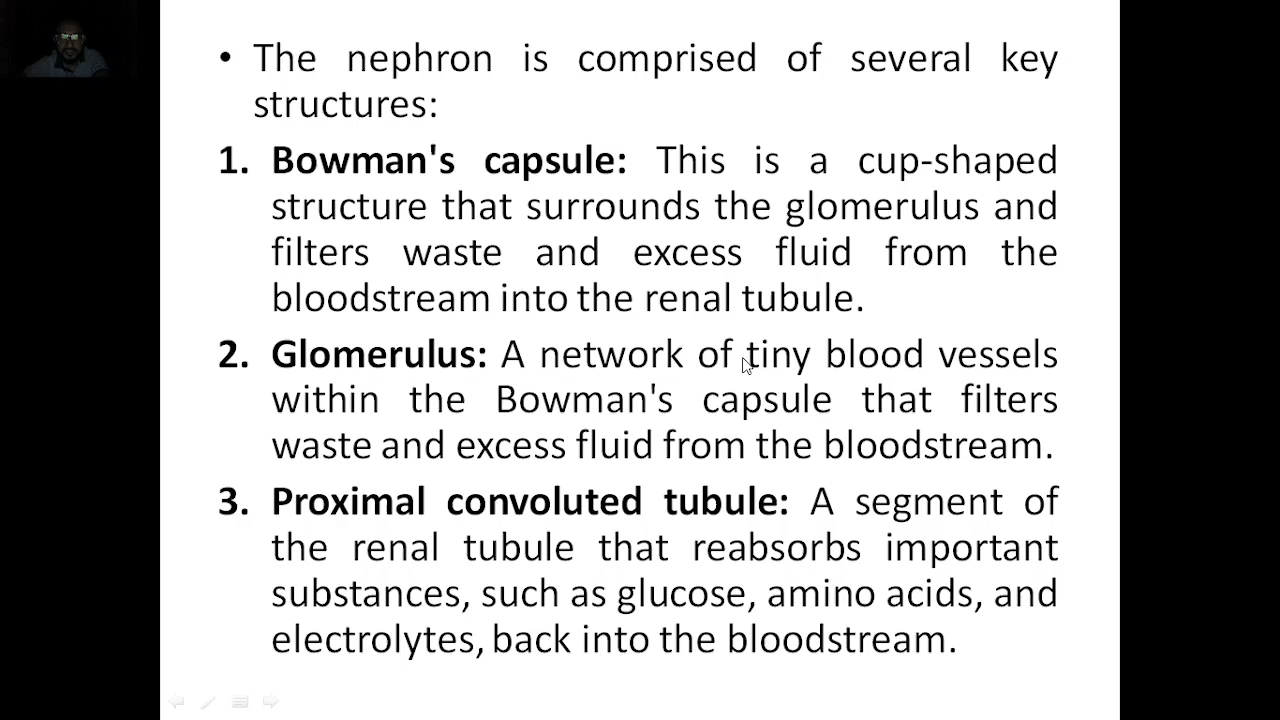 • The nephron is comprised of several key
structures:
1. Bowman's capsule: This is a cup-shaped
structure that surrounds the glomerulus and
filters waste and excess fluid from the
bloodstream into the renal tubule.
2. Glomerulus: A network of tiny blood vessels
within the Bowman's capsule that filters
waste and excess fluid from the bloodstream.
3. Proximal convoluted tubule: A segment of
the renal tubule that reabsorbs important
substances, such as glucose, amino acids, and
electrolytes, back into the bloodstream.